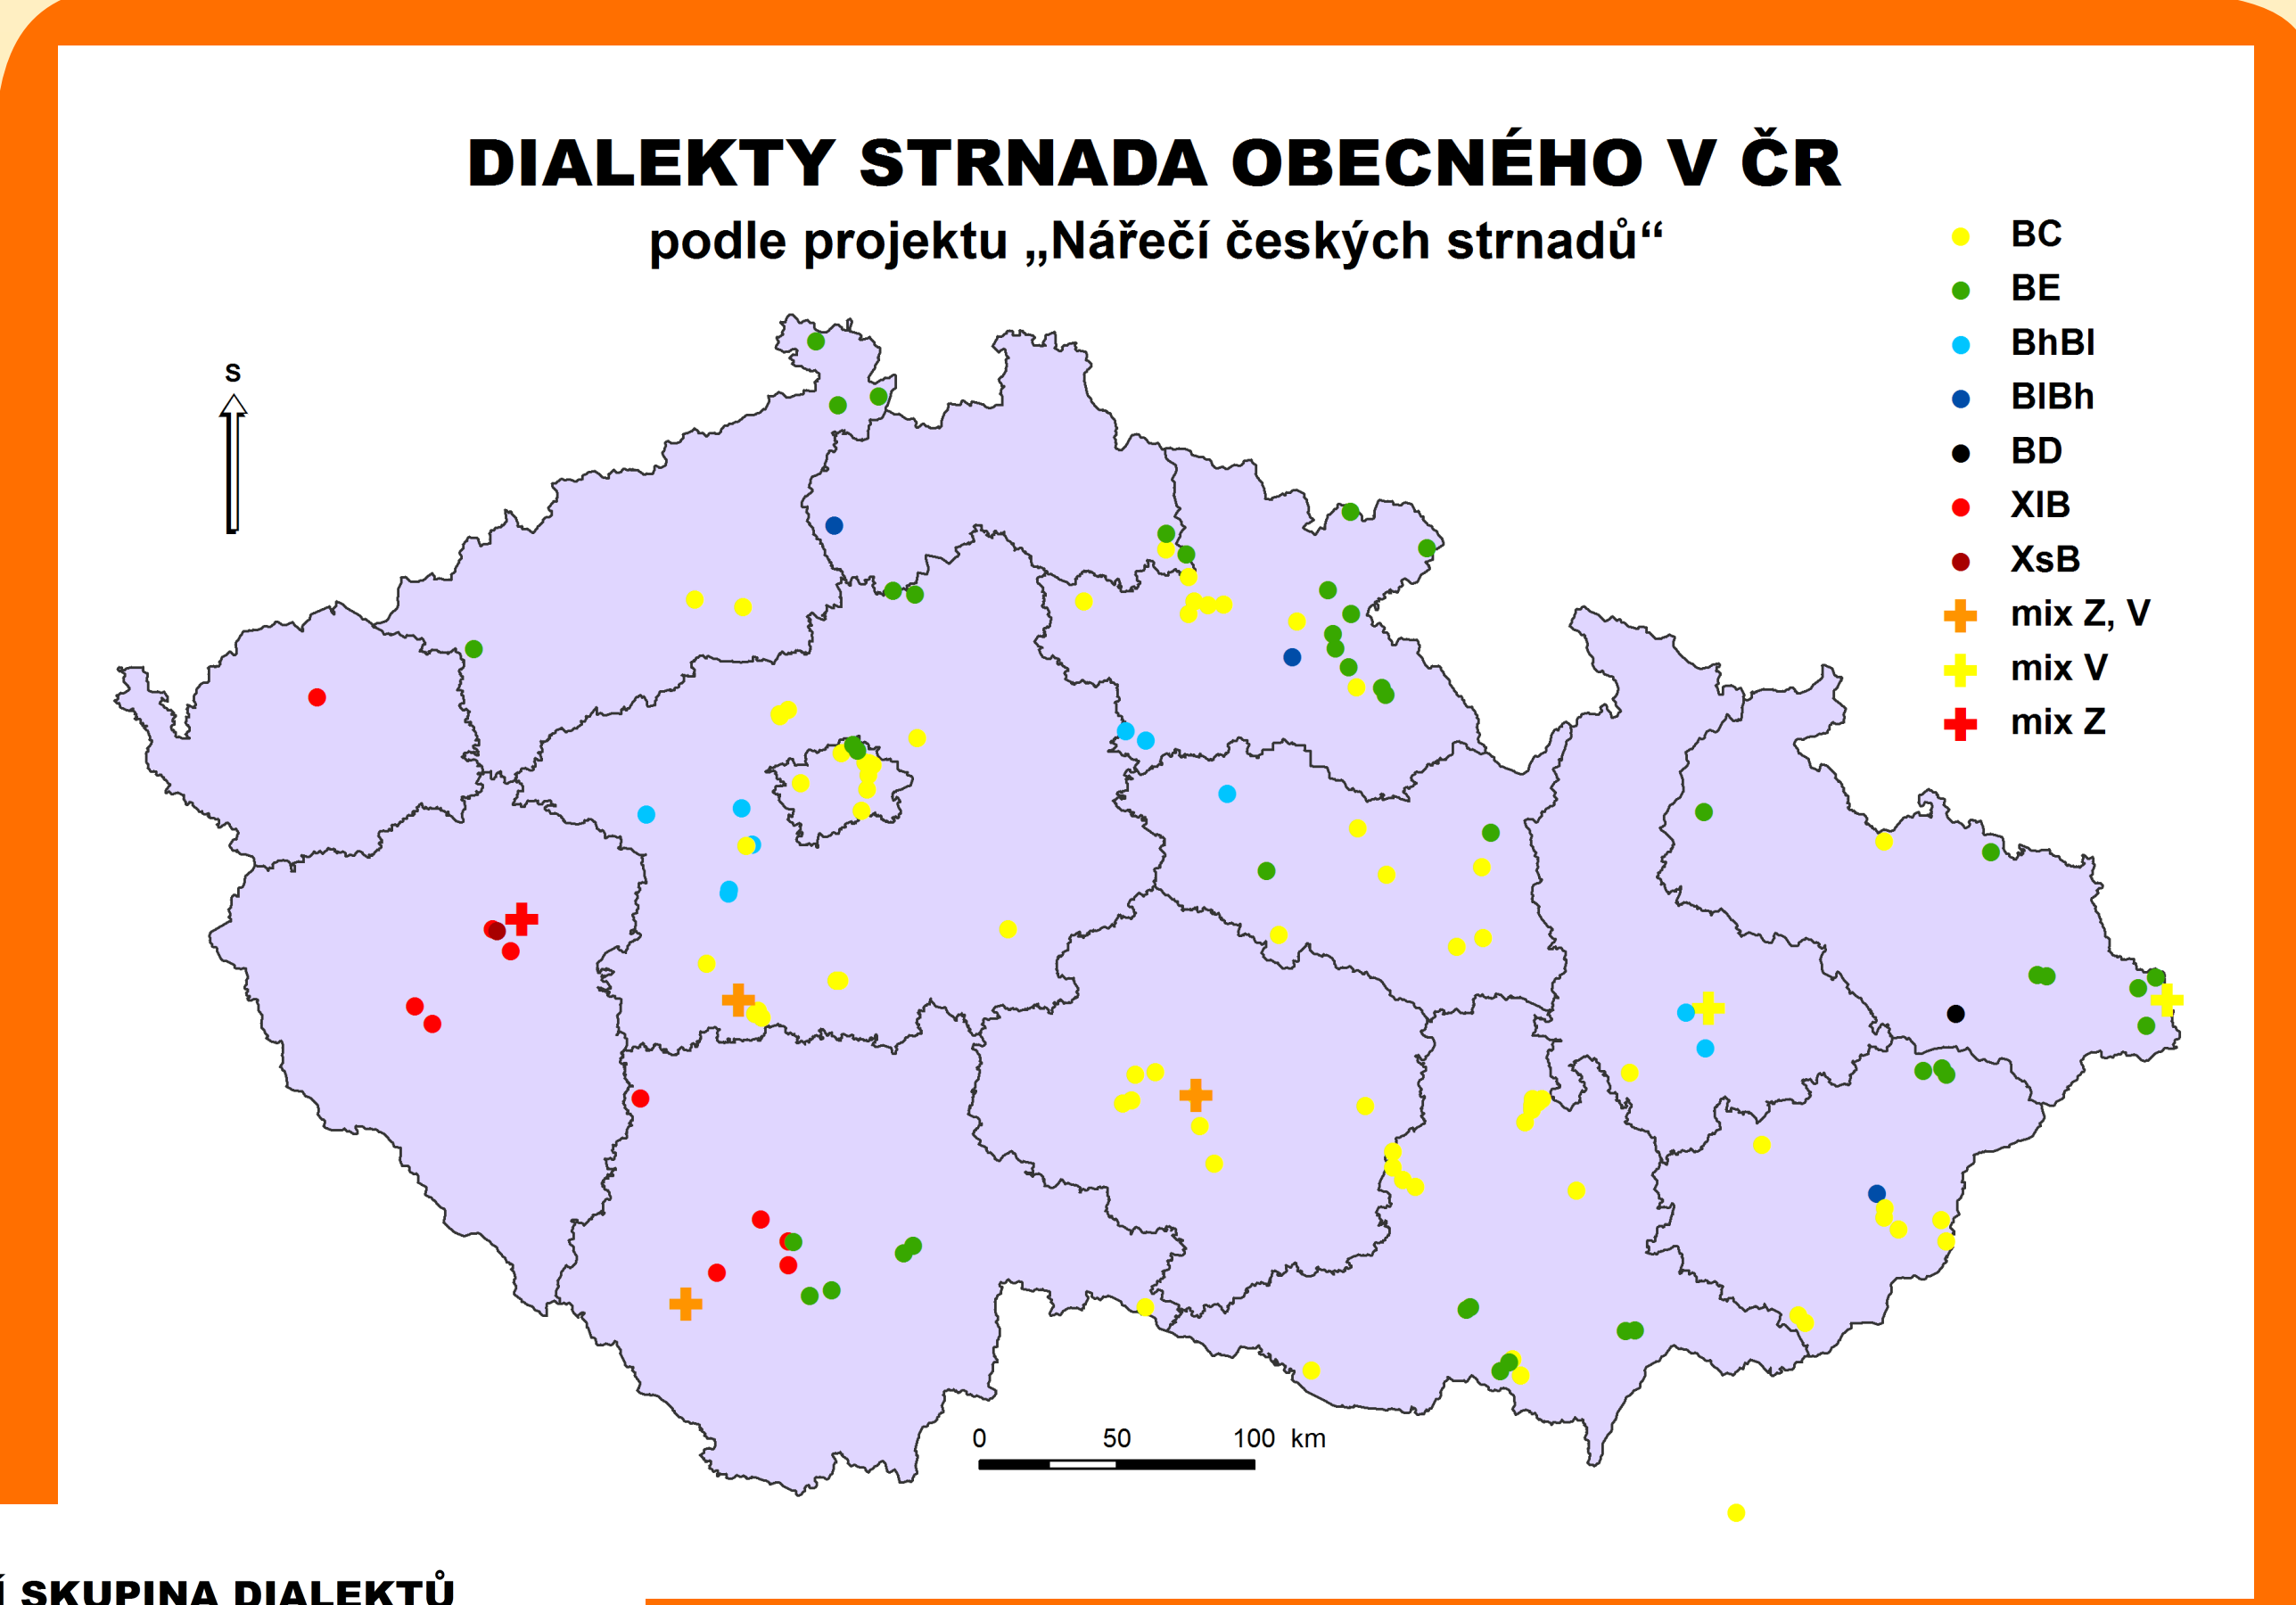 DIALEKTY STRNADA OBECNÉHO V ČR
podle projektu „Nářečí českých strnadů“
BC
BE
BhBl
BlBh
BD
XlB
XsB
mix Z, V
mix V
mix Z
S
0 50 100 km
Í SKUPINA DIALEKTŮ